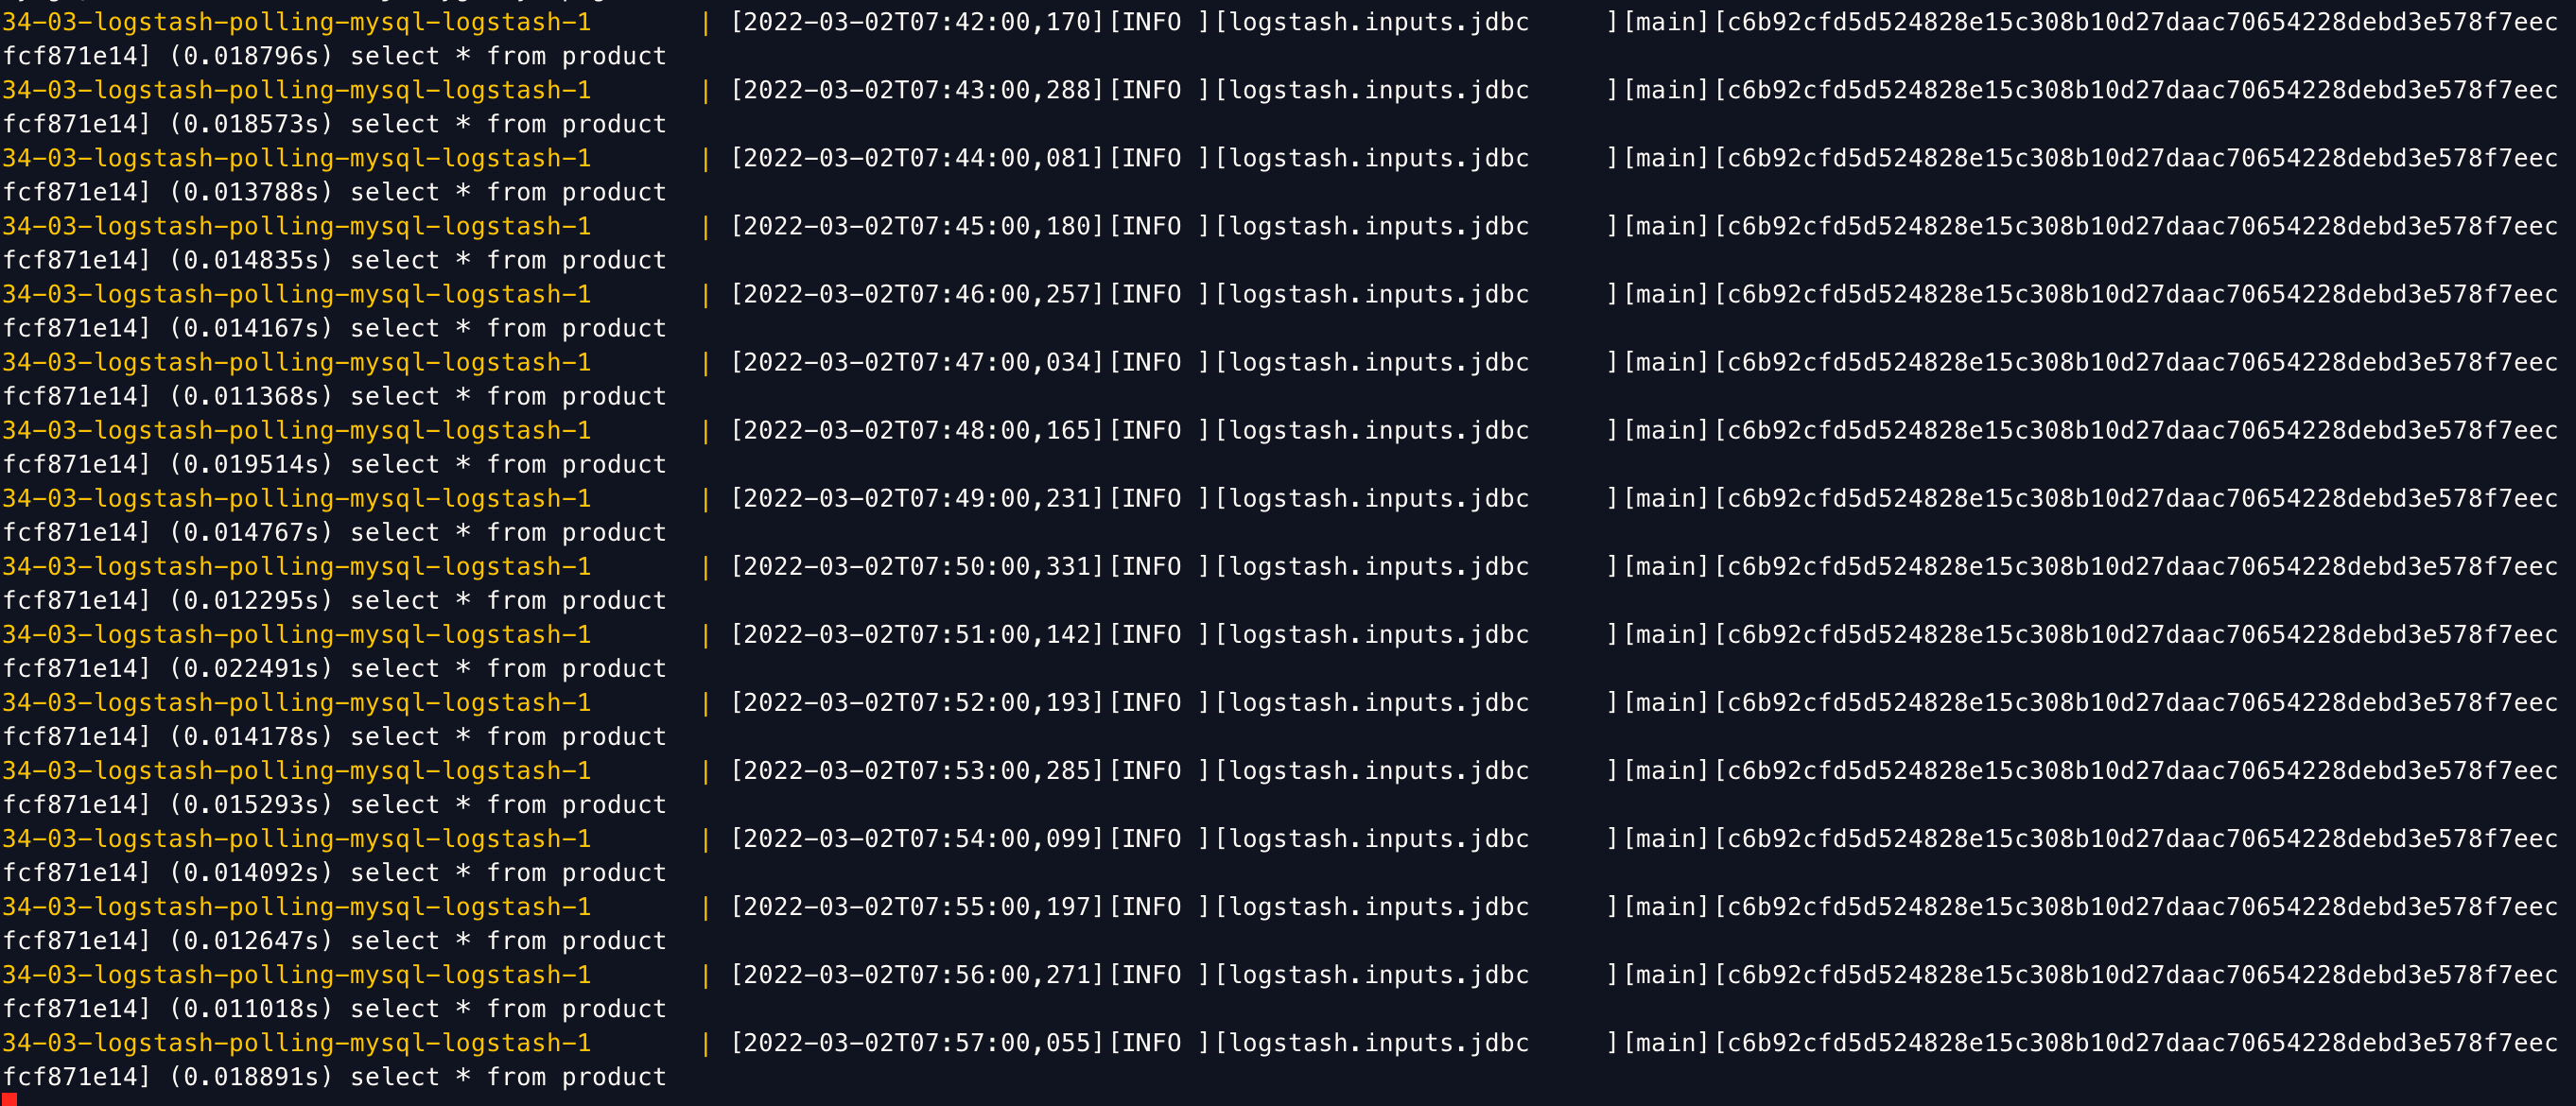 34-03-logstash-polling-mysql-logstash-1       | [2022-03-02T07:42:00,170][INFO ][logstash.inputs.jdbc     ][main][c6b92cfd5d524828e15c308b10d27daac70654228debd3e578f7eec
fcf871e14] (0.018796s) select * from product
34-03-logstash-polling-mysql-logstash-1       | [2022-03-02T07:43:00,288][INFO ][logstash.inputs.jdbc     ][main][c6b92cfd5d524828e15c308b10d27daac70654228debd3e578f7eec
fcf871e14] (0.018573s) select * from product
34-03-logstash-polling-mysql-logstash-1       | [2022-03-02T07:44:00,081][INFO ][logstash.inputs.jdbc     ][main][c6b92cfd5d524828e15c308b10d27daac70654228debd3e578f7eec
fcf871e14] (0.013788s) select * from product
34-03-logstash-polling-mysql-logstash-1       | [2022-03-02T07:45:00,180][INFO ][logstash.inputs.jdbc     ][main][c6b92cfd5d524828e15c308b10d27daac70654228debd3e578f7eec
fcf871e14] (0.014835s) select * from product
34-03-logstash-polling-mysql-logstash-1       | [2022-03-02T07:46:00,257][INFO ][logstash.inputs.jdbc     ][main][c6b92cfd5d524828e15c308b10d27daac70654228debd3e578f7eec
fcf871e14] (0.014167s) select * from product
34-03-logstash-polling-mysql-logstash-1       | [2022-03-02T07:47:00,034][INFO ][logstash.inputs.jdbc     ][main][c6b92cfd5d524828e15c308b10d27daac70654228debd3e578f7eec
fcf871e14] (0.011368s) select * from product
34-03-logstash-polling-mysql-logstash-1       | [2022-03-02T07:48:00,165][INFO ][logstash.inputs.jdbc     ][main][c6b92cfd5d524828e15c308b10d27daac70654228debd3e578f7eec
fcf871e14] (0.019514s) select * from product
34-03-logstash-polling-mysql-logstash-1       | [2022-03-02T07:49:00,231][INFO ][logstash.inputs.jdbc     ][main][c6b92cfd5d524828e15c308b10d27daac70654228debd3e578f7eec
fcf871e14] (0.014767s) select * from product
34-03-logstash-polling-mysql-logstash-1       | [2022-03-02T07:50:00,331][INFO ][logstash.inputs.jdbc     ][main][c6b92cfd5d524828e15c308b10d27daac70654228debd3e578f7eec
fcf871e14] (0.012295s) select * from product
34-03-logstash-polling-mysql-logstash-1       | [2022-03-02T07:51:00,142][INFO ][logstash.inputs.jdbc     ][main][c6b92cfd5d524828e15c308b10d27daac70654228debd3e578f7eec
fcf871e14] (0.022491s) select * from product
34-03-logstash-polling-mysql-logstash-1       | [2022-03-02T07:52:00,193][INFO ][logstash.inputs.jdbc     ][main][c6b92cfd5d524828e15c308b10d27daac70654228debd3e578f7eec
fcf871e14] (0.014178s) select * from product
34-03-logstash-polling-mysql-logstash-1       | [2022-03-02T07:53:00,285][INFO ][logstash.inputs.jdbc     ][main][c6b92cfd5d524828e15c308b10d27daac70654228debd3e578f7eec
fcf871e14] (0.015293s) select * from product
34-03-logstash-polling-mysql-logstash-1       | [2022-03-02T07:54:00,099][INFO ][logstash.inputs.jdbc     ][main][c6b92cfd5d524828e15c308b10d27daac70654228debd3e578f7eec
fcf871e14] (0.014092s) select * from product
34-03-logstash-polling-mysql-logstash-1       | [2022-03-02T07:55:00,197][INFO ][logstash.inputs.jdbc     ][main][c6b92cfd5d524828e15c308b10d27daac70654228debd3e578f7eec
fcf871e14] (0.012647s) select * from product
34-03-logstash-polling-mysql-logstash-1       | [2022-03-02T07:56:00,271][INFO ][logstash.inputs.jdbc     ][main][c6b92cfd5d524828e15c308b10d27daac70654228debd3e578f7eec
fcf871e14] (0.011018s) select * from product
34-03-logstash-polling-mysql-logstash-1       | [2022-03-02T07:57:00,055][INFO ][logstash.inputs.jdbc     ][main][c6b92cfd5d524828e15c308b10d27daac70654228debd3e578f7eec
fcf871e14] (0.018891s) select * from product